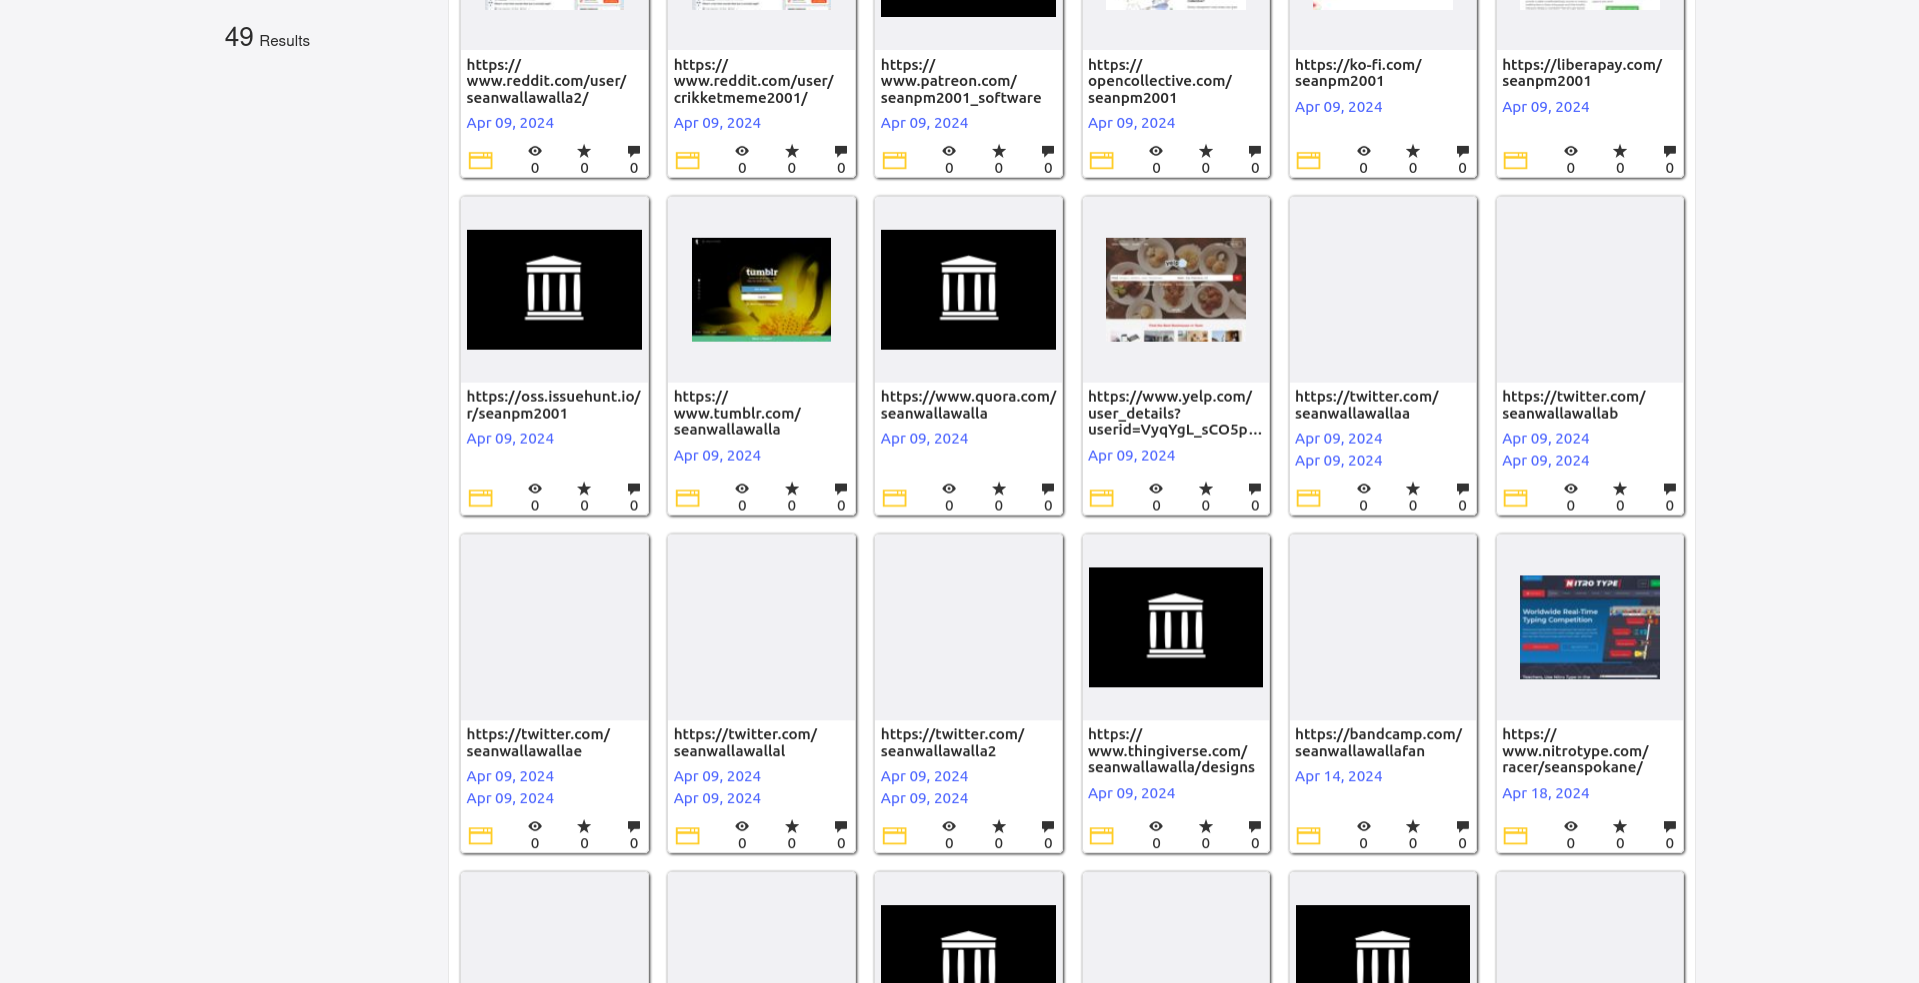 49 Results
https://
www.reddit.com/user/
seanwallawalla2/
Apr 09, 2024
0 0 0
https://
www.reddit.com/user/
crikketmeme2001/
Apr 09, 2024
0 0 0
https://
www.patreon.com/
seanpm2001_software
Apr 09, 2024
0 0 0
https://
opencollective.com/
seanpm2001
Apr 09, 2024
0 0 0
https://ko-fi.com/
seanpm2001
Apr 09, 2024
0 0 0
https://liberapay.com/
seanpm2001
Apr 09, 2024
0 0 0
https://oss.issuehunt.io/
r/seanpm2001
Apr 09, 2024
0 0 0
tumblr
https://
www.tumblr.com/
seanwallawalla
Apr 09, 2024
0 0 0
https://www.quora.com/
seanwallawalla
Apr 09, 2024
0 0 0
https://www.yelp.com/
user_details?
userid=VyqYgL_sCO5p...
Apr 09, 2024
0 0 0
https://twitter.com/
seanwallawallaa
Apr 09, 2024
Apr 09, 2024
0 0 0
https://twitter.com/
seanwallawallab
Apr 09, 2024
Apr 09, 2024
0 0 0
https://twitter.com/
seanwallawallae
Apr 09, 2024
Apr 09, 2024
0 0 0
https://twitter.com/
seanwallawallal
Apr 09, 2024
Apr 09, 2024
0 0 0
https://twitter.com/
seanwallawalla2
Apr 09, 2024
Apr 09, 2024
0 0 0
https://
www.thingiverse.com/
seanwallawalla/designs
Apr 09, 2024
0 0 0
https://bandcamp.com/
seanwallawallafan
Apr 14, 2024
0 0 0
NITRO TYPE
Worldwide Real-Time
Typing Competition
https://
www.nitrotype.com/
racer/seanspokane/
Apr 18, 2024
0 0 0